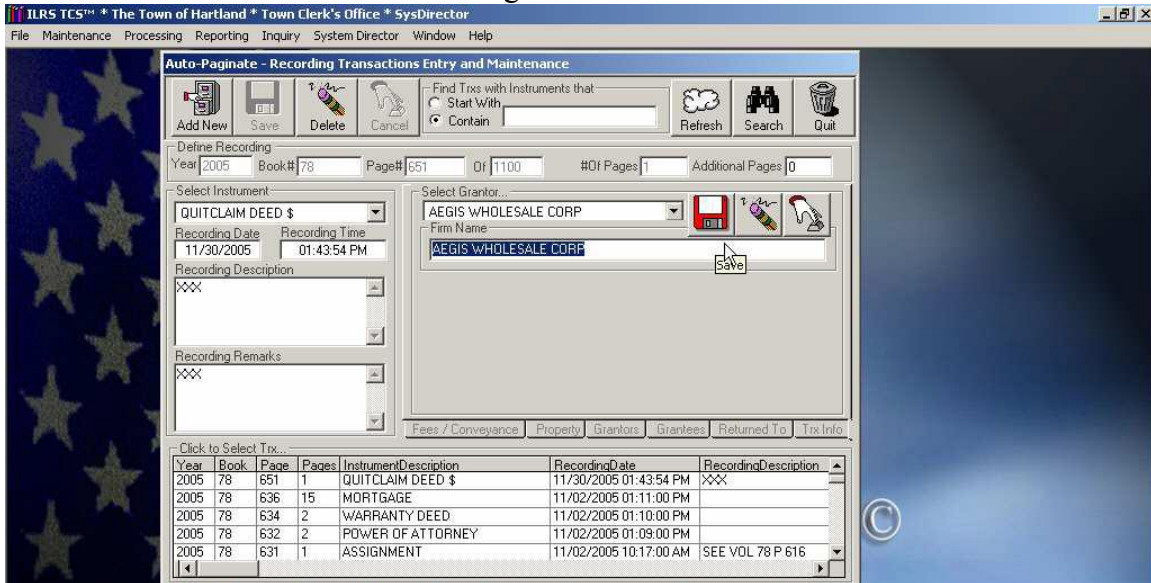 ILRS TCS™ * The Town of Hartland * Town Clerk's Office * SysDirector
File Maintenance Processing Reporting Inquiry System Director Window Help
Auto-Paginate - Recording Transactions Entry and Maintenance
Add New Save Delete Cancel
Find Trxs with Instruments that
Start With
Contain
Refresh Search Quit
Define Recording
Year 2005 Book# 78 Page# 651 Of 1100 #Of Pages 1 Additional Pages 0
Select Instrument
QUITCLAIM DEED $
Recording Date Recording Time
11/30/2005 01:43:54 PM
Recording Description
XXX
Recording Remarks
XXX
Select Grantor...
AEGIS WHOLESALE CORP
Firm Name
AEGIS WHOLESALE CORP
Save
Fees / Conveyance Property Grantors Grantees Returned To Trx Info
Click to Select Trx...
Year Book Page Pages InstrumentDescription RecordingDate RecordingDescription
2005 78 651 1 QUITCLAIM DEED $ 11/30/2005 01:43:54 PM XXX
2005 78 636 15 MORTGAGE 11/02/2005 01:11:00 PM
2005 78 634 2 WARRANTY DEED 11/02/2005 01:10:00 PM
2005 78 632 2 POWER OF ATTORNEY 11/02/2005 01:09:00 PM
2005 78 631 1 ASSIGNMENT 11/02/2005 10:17:00 AM SEE VOL 78 P 616
©